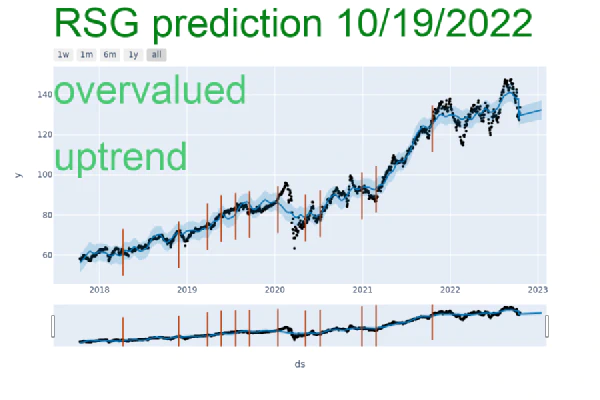 RSG prediction 10/19/2022
1w 1m 6m 1y all
overvalued
uptrend
140
120
100
80
60
y
2018 2019 2020 2021 2022 2023
ds